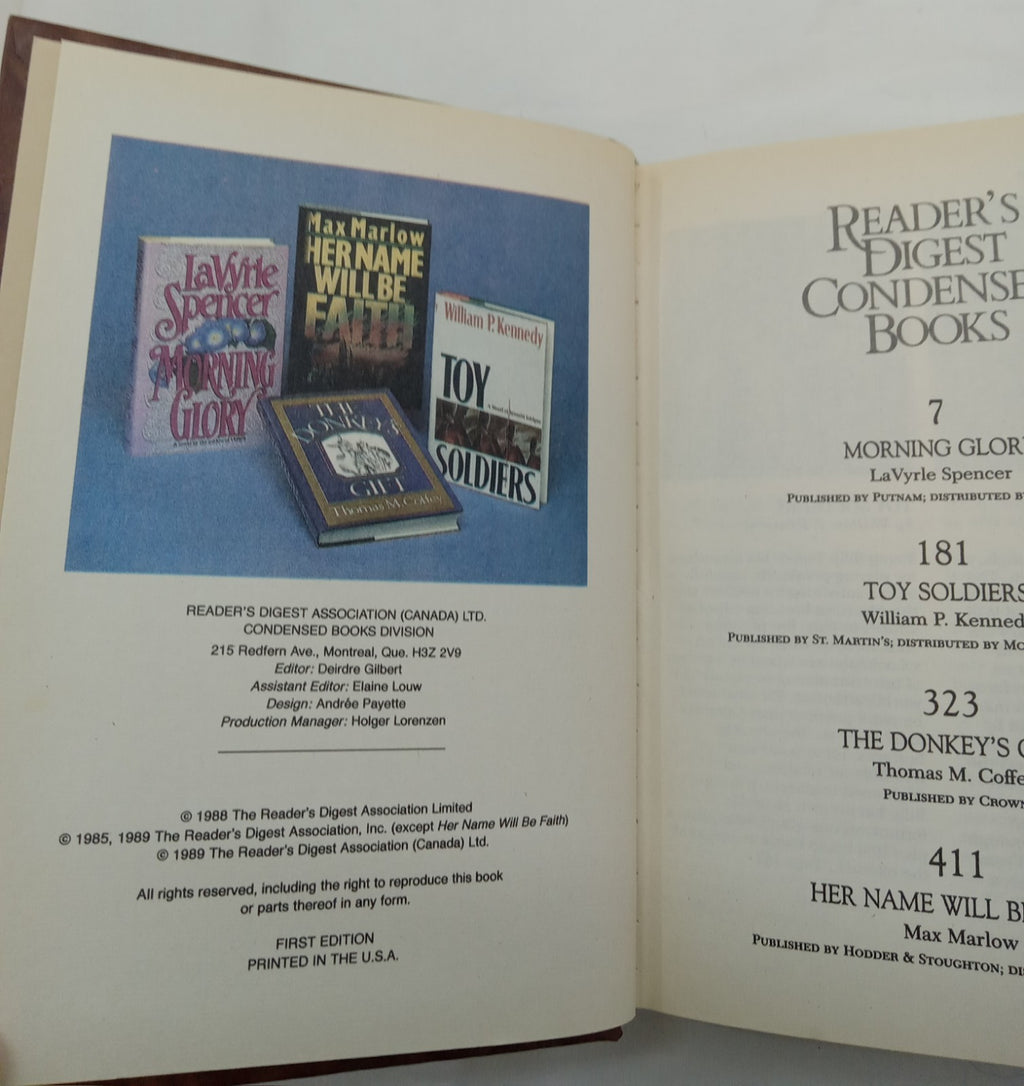 LaVyrle
Spencer
MORNING
GLORY
Max Marlow
HER NAME
WILL BE
FAITH
William P. Kennedy
TOY
SOLDIERS
THE
DONKEY'S
GIFT
Thomas M. Coffey
READER'S DIGEST ASSOCIATION (CANADA) LTD.
CONDENSED BOOKS DIVISION
215 Redfern Ave., Montreal, Que. H3Z 2V9
Editor: Deirdre Gilbert
Assistant Editor: Elaine Louw
Design: Andrée Payette
Production Manager: Holger Lorenzen
© 1988 The Reader's Digest Association Limited
© 1985, 1989 The Reader's Digest Association, Inc. (except Her Name Will Be Faith)
© 1989 The Reader's Digest Association (Canada) Ltd.
All rights reserved, including the right to reproduce this book
or parts thereof in any form.
FIRST EDITION
PRINTED IN THE U.S.A.
READER'S
DIGEST
CONDENSE
BOOKS
7
MORNING GLOR
LaVyrle Spencer
PUBLISHED BY PUTNAM; DISTRIBUTED B
181
TOY SOLDIERS
William P. Kenned
PUBLISHED BY ST. MARTIN'S; DISTRIBUTED BY MC
323
THE DONKEY'S G
Thomas M. Coffe
PUBLISHED BY CROWN
411
HER NAME WILL B
Max Marlow
PUBLISHED BY HODDER & STOUGHTON; DI